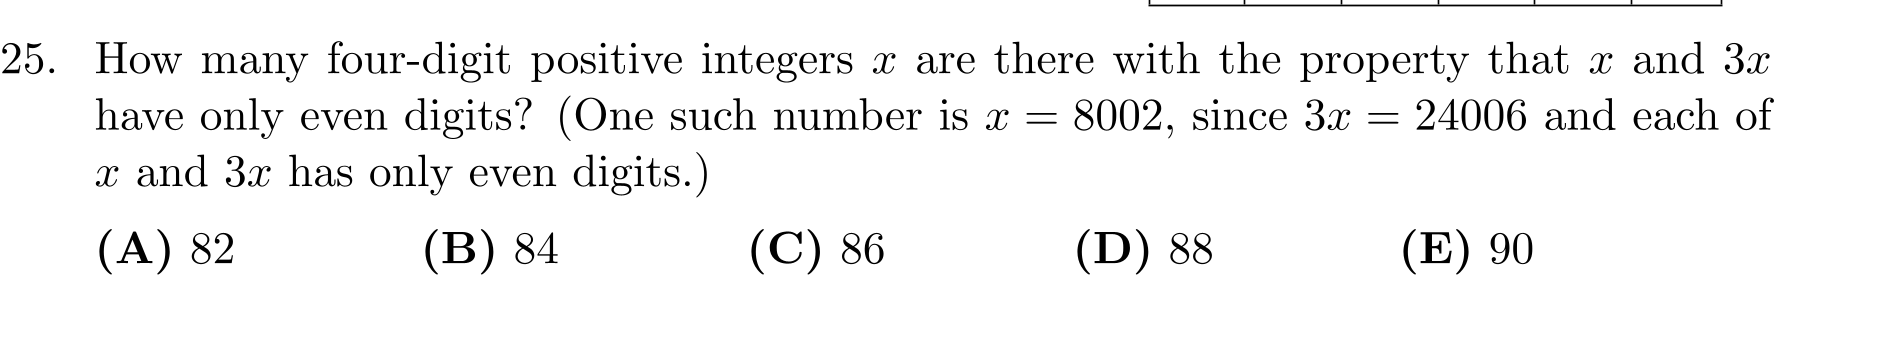 25. How many four-digit positive integers x are there with the property that x and 3x
have only even digits? (One such number is x = 8002, since 3x = 24006 and each of
x and 3x has only even digits.)
(A) 82 (B) 84 (C) 86 (D) 88 (E) 90